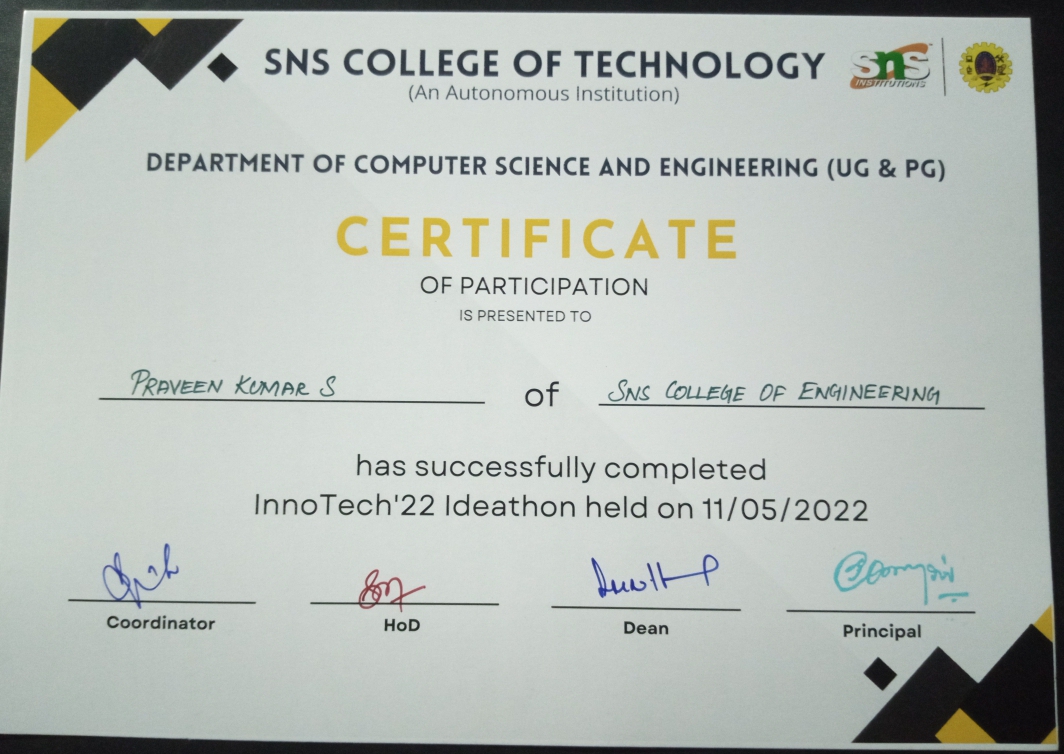 SNS COLLEGE OF TECHNOLOGY
(An Autonomous Institution)
sns
INSTITUTIONS
DEPARTMENT OF COMPUTER SCIENCE AND ENGINEERING (UG & PG)
CERTIFICATE
OF PARTICIPATION
IS PRESENTED TO
PRAVEEN KUMAR S of SNS COLLEGE OF ENGINEERING
has successfully completed
InnoTech'22 Ideathon held on 11/05/2022
Coordinator HoD Dean Principal